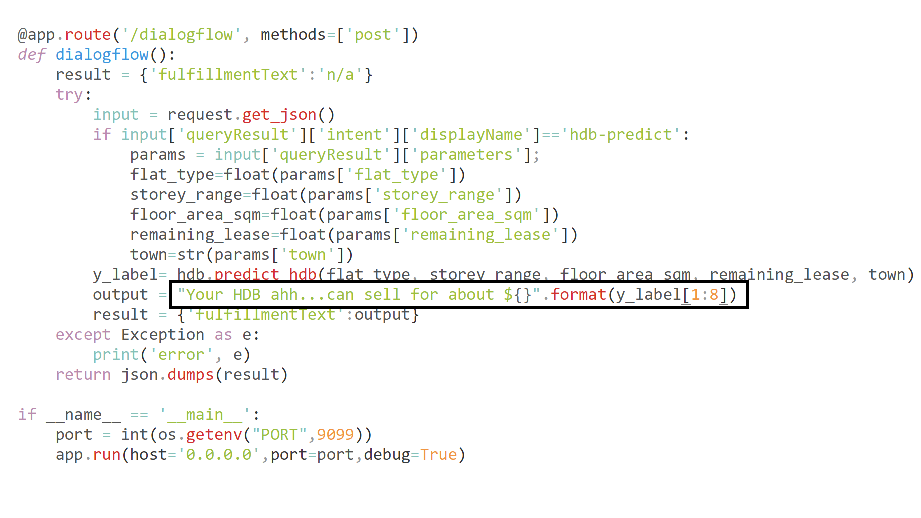 @app.route('/dialogflow', methods=['post'])
def dialogflow():
    result = {'fulfillmentText':'n/a'}
    try:
        input = request.get_json()
        if input['queryResult']['intent']['displayName']=='hdb-predict':
            params = input['queryResult']['parameters'];
            flat_type=float(params['flat_type'])
            storey_range=float(params['storey_range'])
            floor_area_sqm=float(params['floor_area_sqm'])
            remaining_lease=float(params['remaining_lease'])
            town=str(params['town'])
        y_label= hdb.predict_hdb(flat_type, storey_range, floor_area_sqm, remaining_lease, town)
        output = "Your HDB ahh...can sell for about ${}".format(y_label[1:8])
        result = {'fulfillmentText':output}
    except Exception as e:
        print('error', e)
    return json.dumps(result)
if __name__ == '__main__':
    port = int(os.getenv("PORT",9099))
    app.run(host='0.0.0.0',port=port,debug=True)